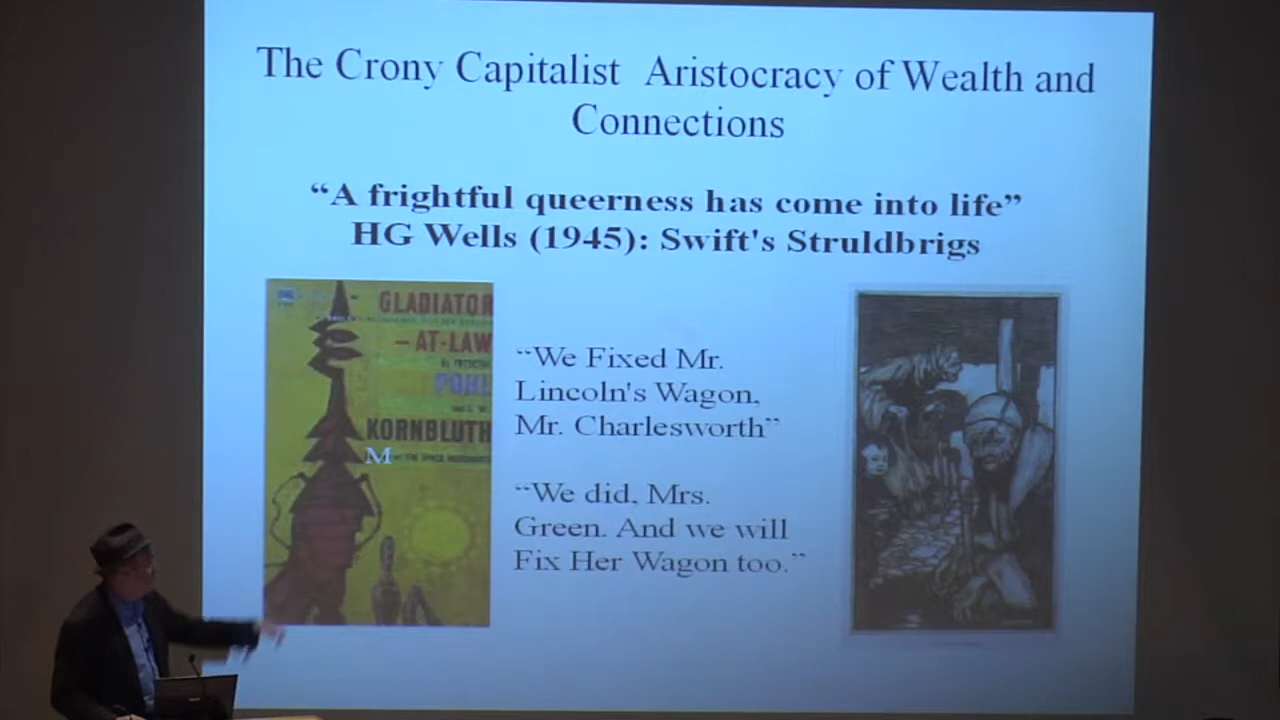 The Crony Capitalist Aristocracy of Wealth and
Connections
“A frightful queerness has come into life”
HG Wells (1945): Swift's Struldbrigs
GLADIATOR
–AT-LAW
POHL
KORNBLUTH
M
“We Fixed Mr.
Lincoln's Wagon,
Mr. Charlesworth”
“We did, Mrs.
Green. And we will
Fix Her Wagon too.”